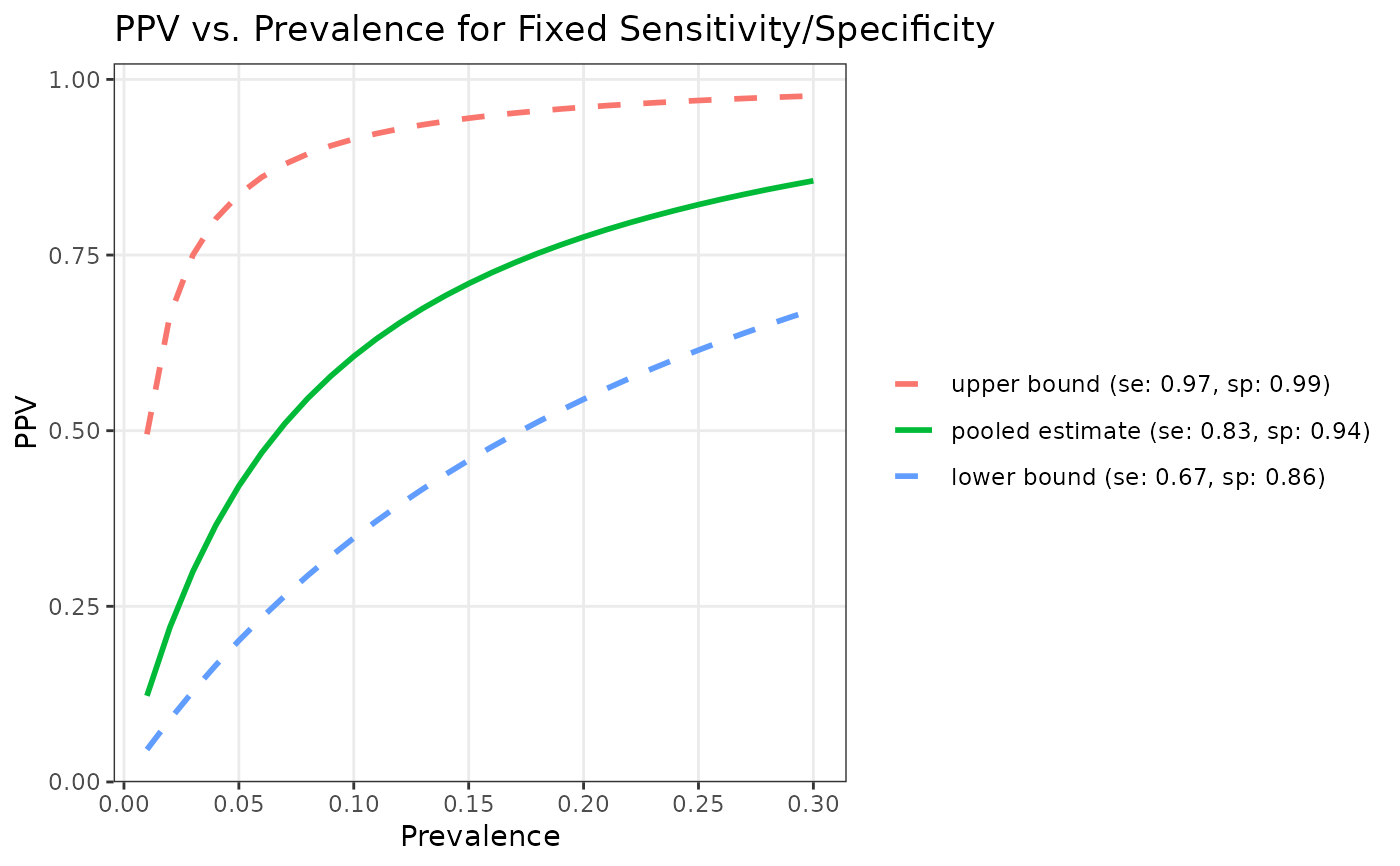 PPV vs. Prevalence for Fixed Sensitivity/Specificity
1.00
0.75
0.50
0.25
0.00
PPV
0.00 0.05 0.10 0.15 0.20 0.25 0.30
Prevalence
upper bound (se: 0.97, sp: 0.99)
pooled estimate (se: 0.83, sp: 0.94)
lower bound (se: 0.67, sp: 0.86)